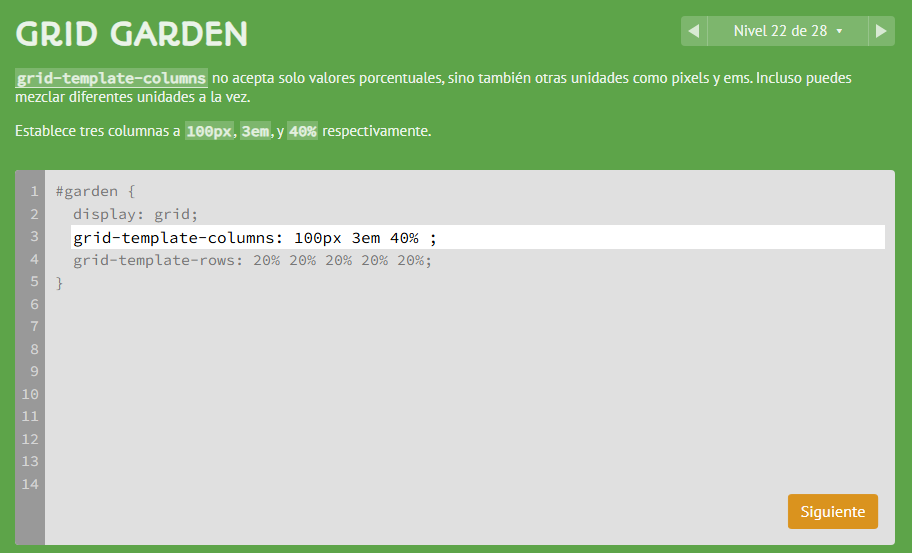 GRID GARDEN
◀ Nivel 22 de 28 ▾ ▶
grid-template-columns no acepta solo valores porcentuales, sino también otras unidades como pixels y ems. Incluso puedes
mezclar diferentes unidades a la vez.
Establece tres columnas a 100px, 3em, y 40% respectivamente.
1 #garden {
2 display: grid;
3 grid-template-columns: 100px 3em 40% ;
4 grid-template-rows: 20% 20% 20% 20% 20%;
5 }
6
7
8
9
10
11
12
13
14
Siguiente